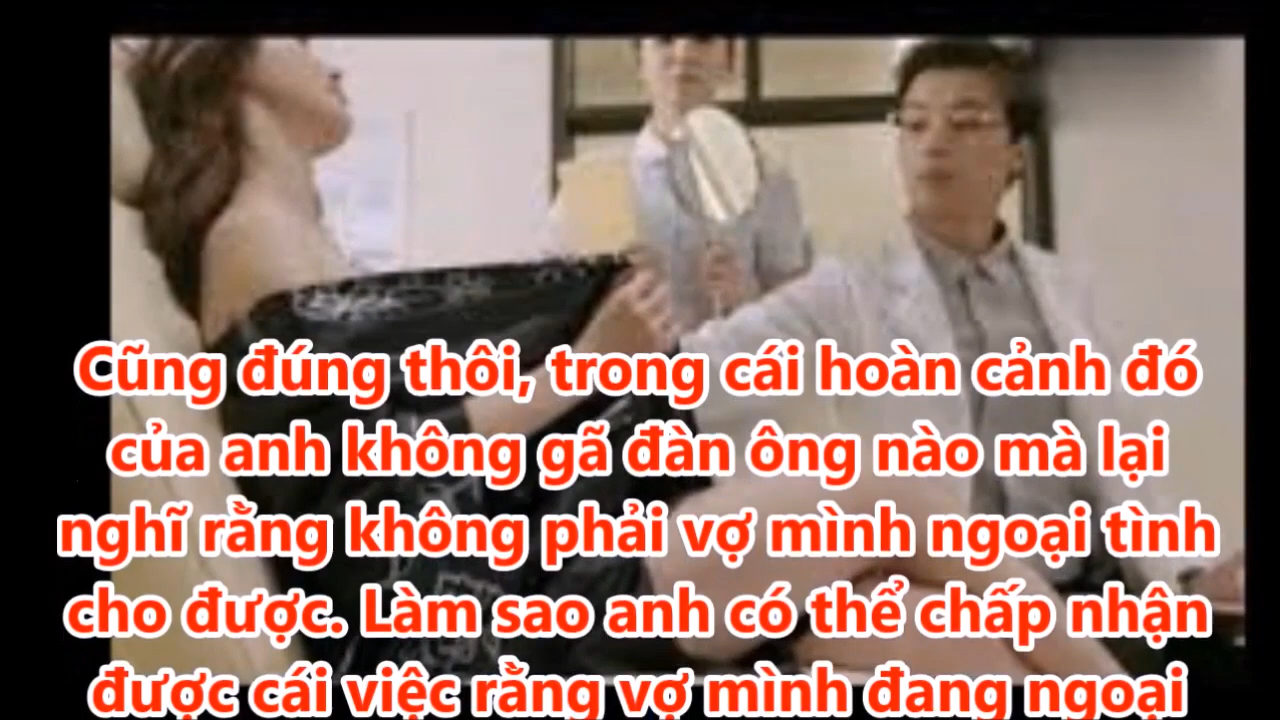 Cũng đúng thôi, trong cái hoàn cảnh đó
của anh không gã đàn ông nào mà lại
nghĩ rằng không phải vợ mình ngoại tình
cho được. Làm sao anh có thể chấp nhận
được cái việc rằng vợ mình đang ngoại